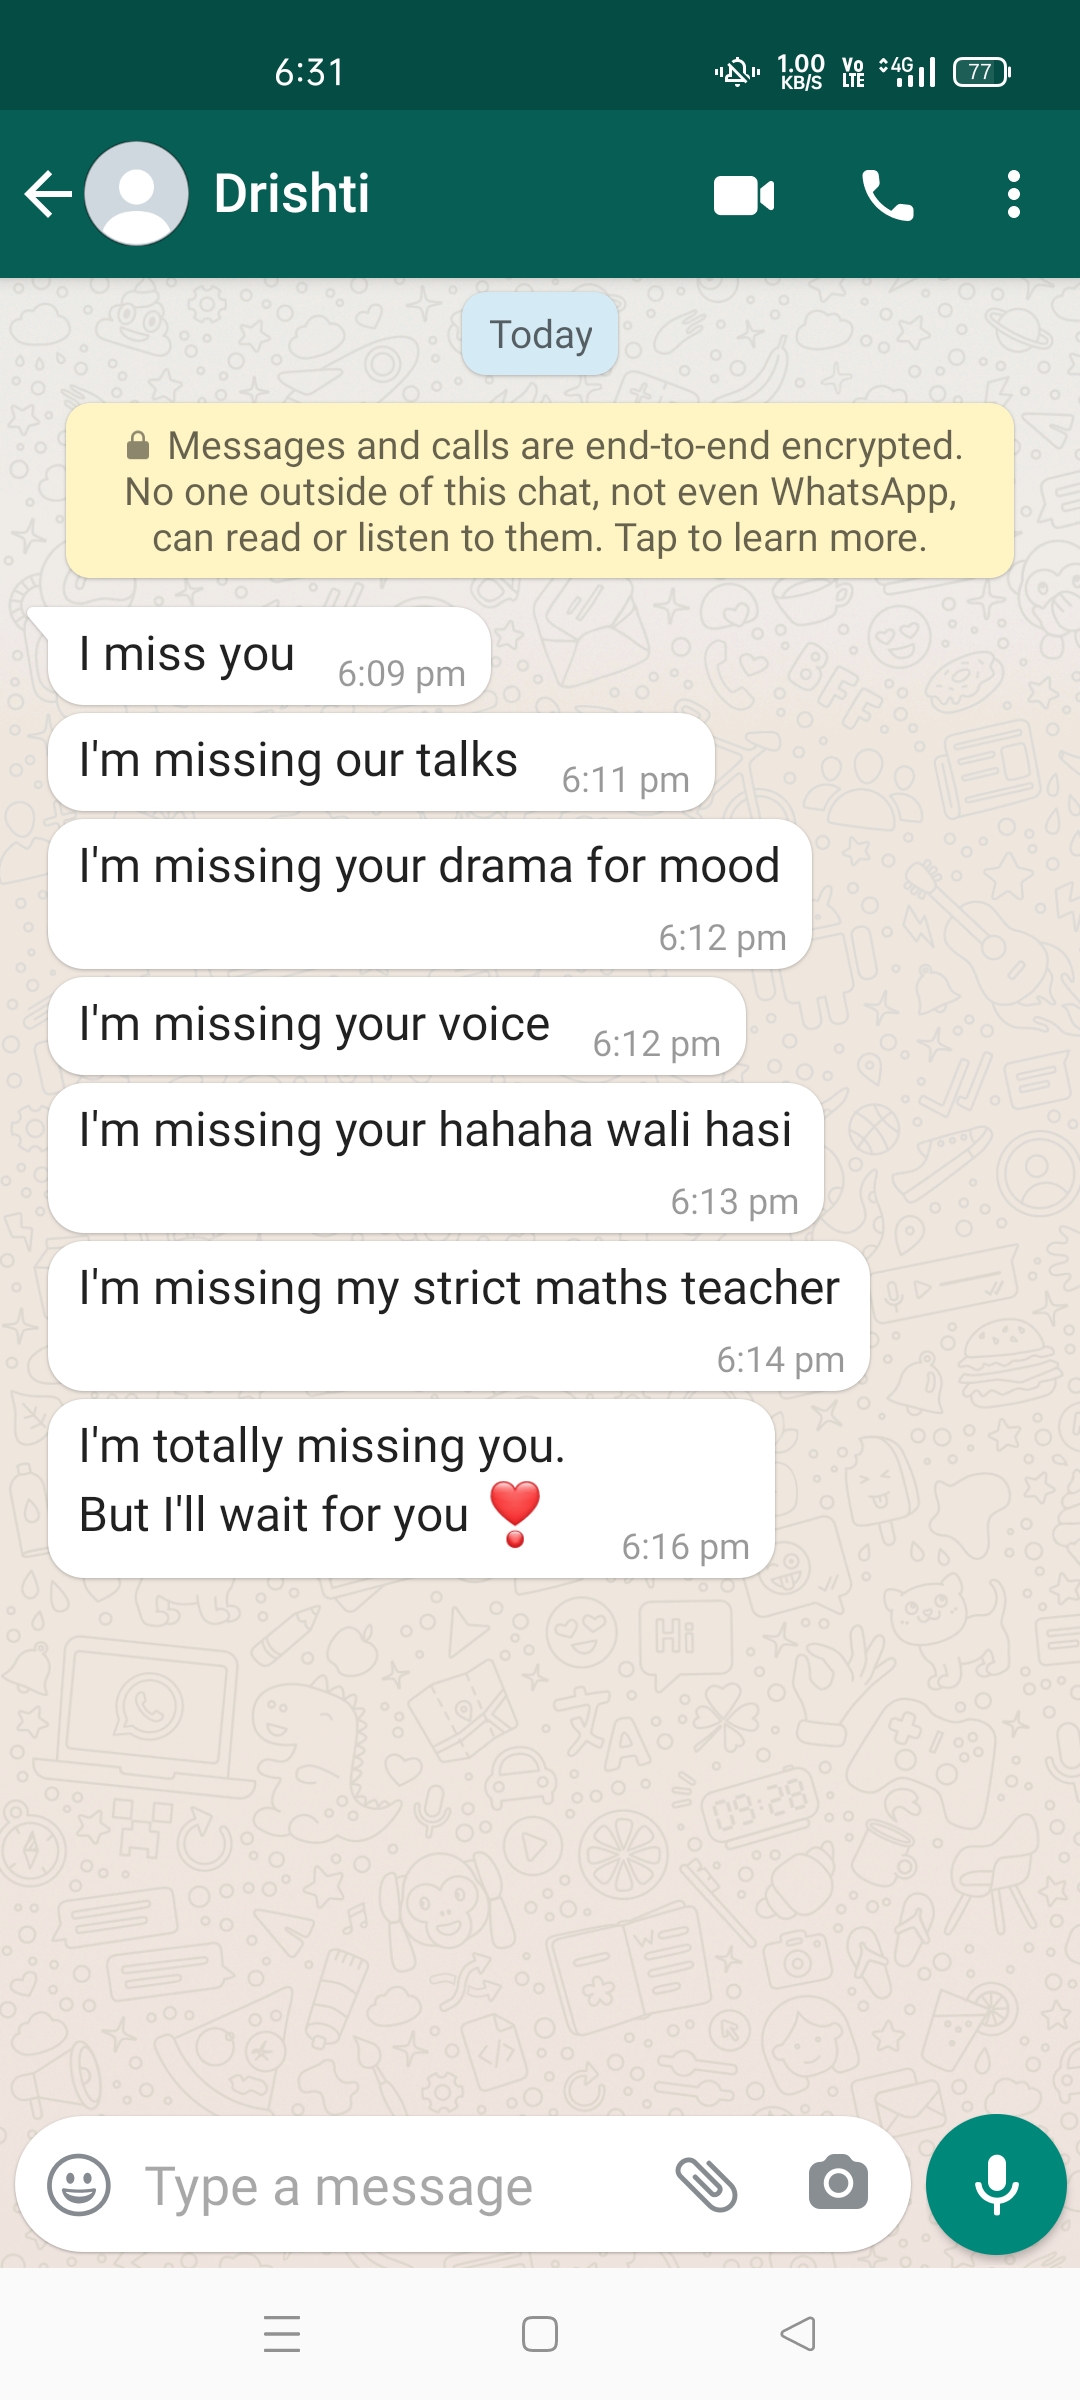 6:31
1.00 KB/S Vo LTE 4G 77
Drishti
Today
Messages and calls are end-to-end encrypted.
No one outside of this chat, not even WhatsApp,
can read or listen to them. Tap to learn more.
I miss you 6:09 pm
I'm missing our talks 6:11 pm
I'm missing your drama for mood
6:12 pm
I'm missing your voice 6:12 pm
I'm missing your hahaha wali hasi
6:13 pm
I'm missing my strict maths teacher
6:14 pm
I'm totally missing you.
But I'll wait for you ❣️ 6:16 pm
Type a message